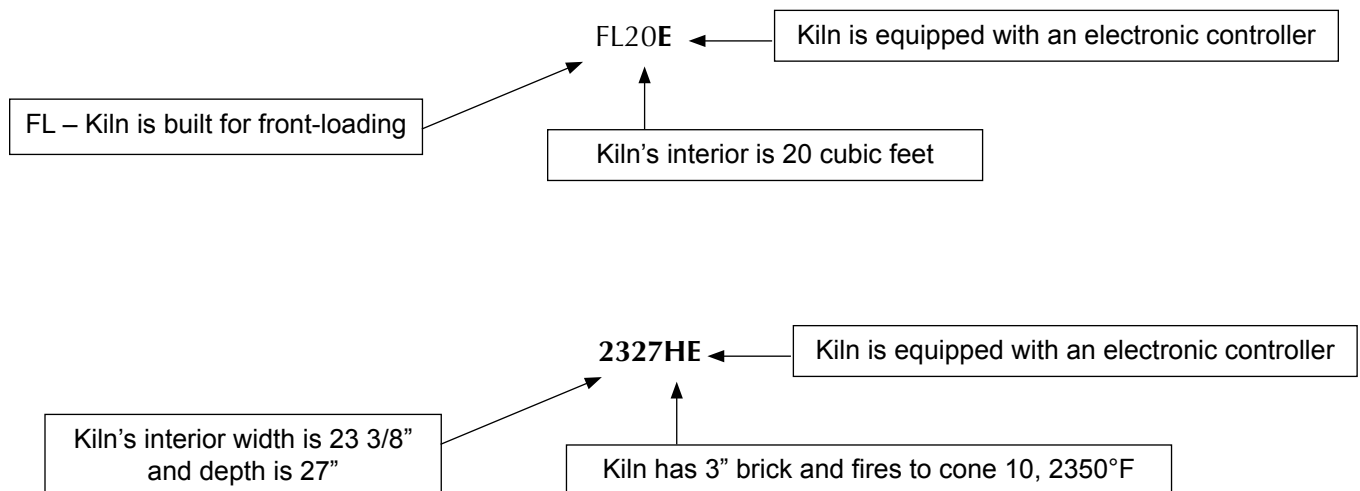 FL20E
Kiln is equipped with an electronic controller
FL – Kiln is built for front-loading
Kiln's interior is 20 cubic feet
2327HE
Kiln is equipped with an electronic controller
Kiln's interior width is 23 3/8”
and depth is 27”
Kiln has 3” brick and fires to cone 10, 2350°F